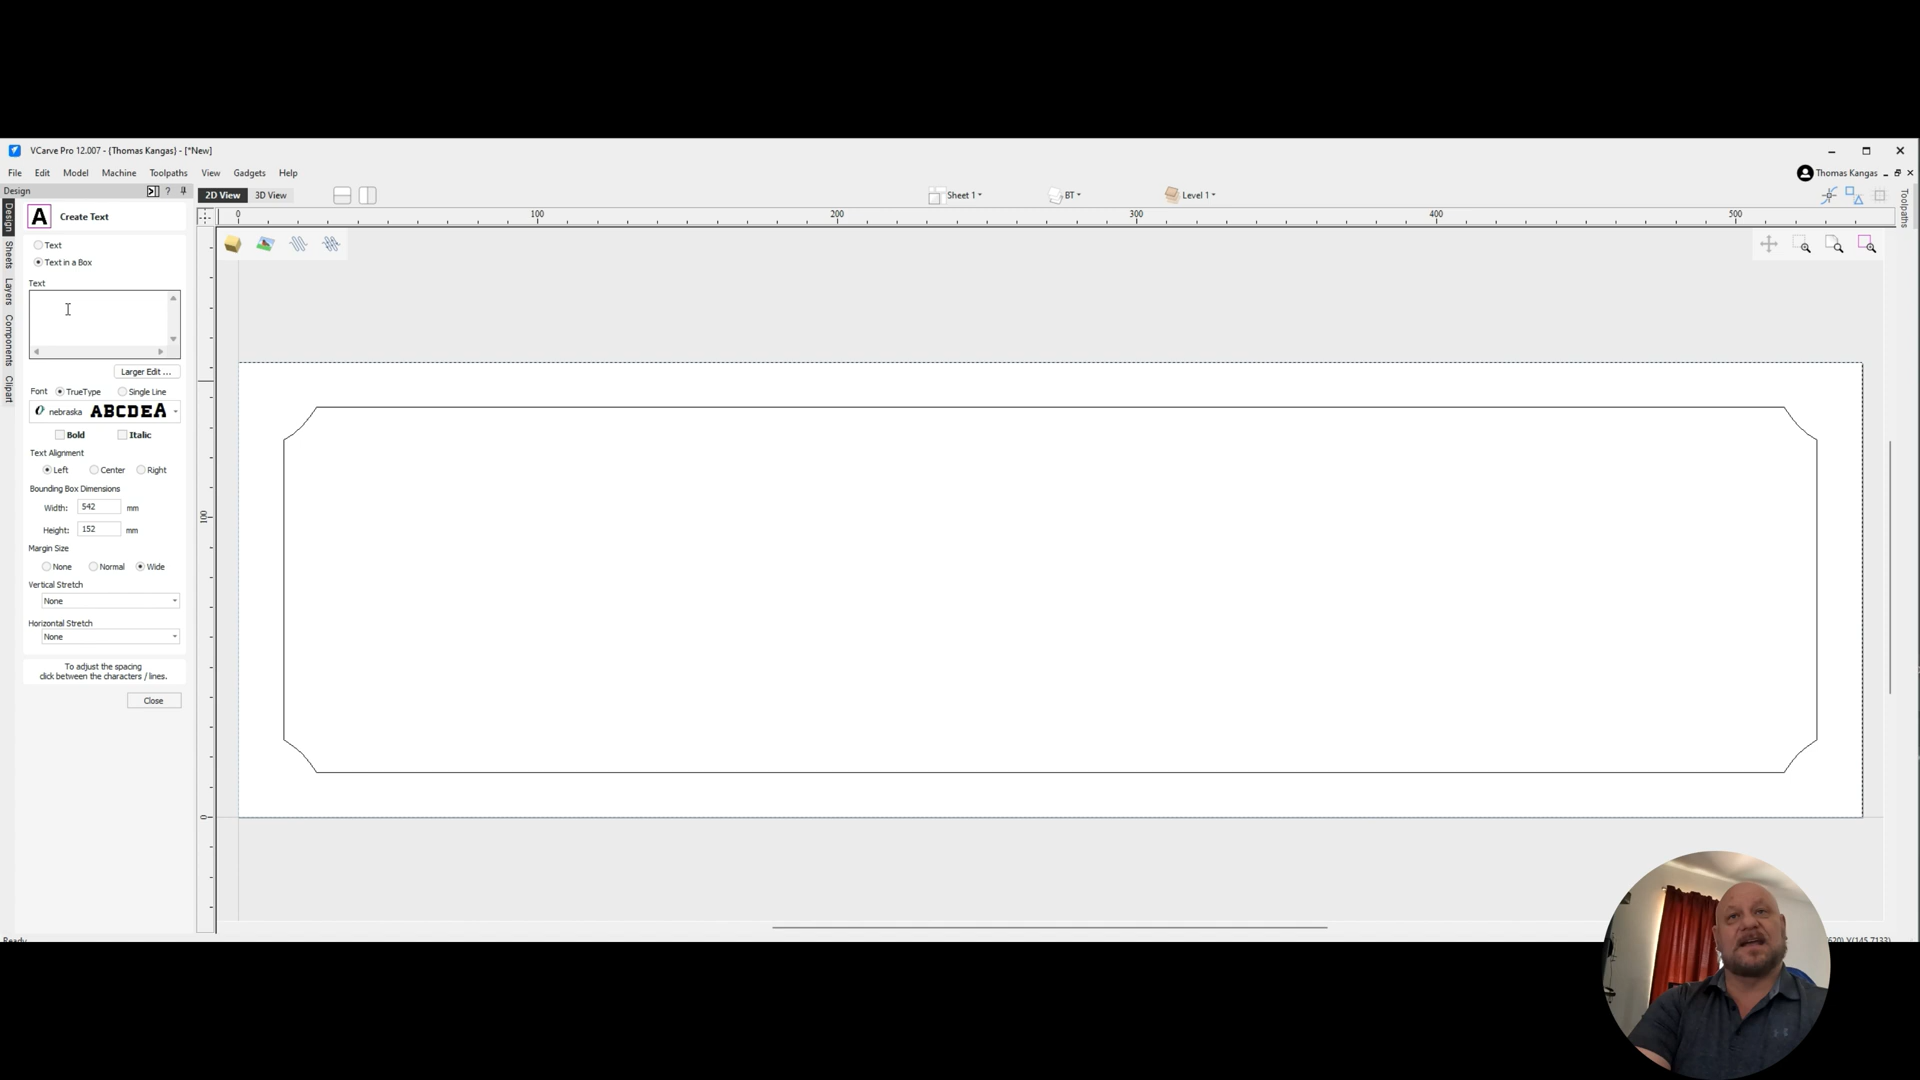 VCarve Pro 12.007 - {Thomas Kangas} - [*New]
File Edit Model Machine Toolpaths View Gadgets Help
Thomas Kangas
Design
2D View 3D View
Sheet 1
BT
Level 1
Design
Sheets
Layers
Components
Clipart
Toolpaths
A Create Text
Text
Text in a Box
Text
Larger Edit ...
Font TrueType Single Line
O nebraska ABCDEA
Bold Italic
Text Alignment
Left Center Right
Bounding Box Dimensions
Width: 542 mm
Height: 152 mm
Margin Size
None Normal Wide
Vertical Stretch
None
Horizontal Stretch
None
To adjust the spacing
click between the characters / lines.
Close
0 100 200 300 400 500
100
0
Ready